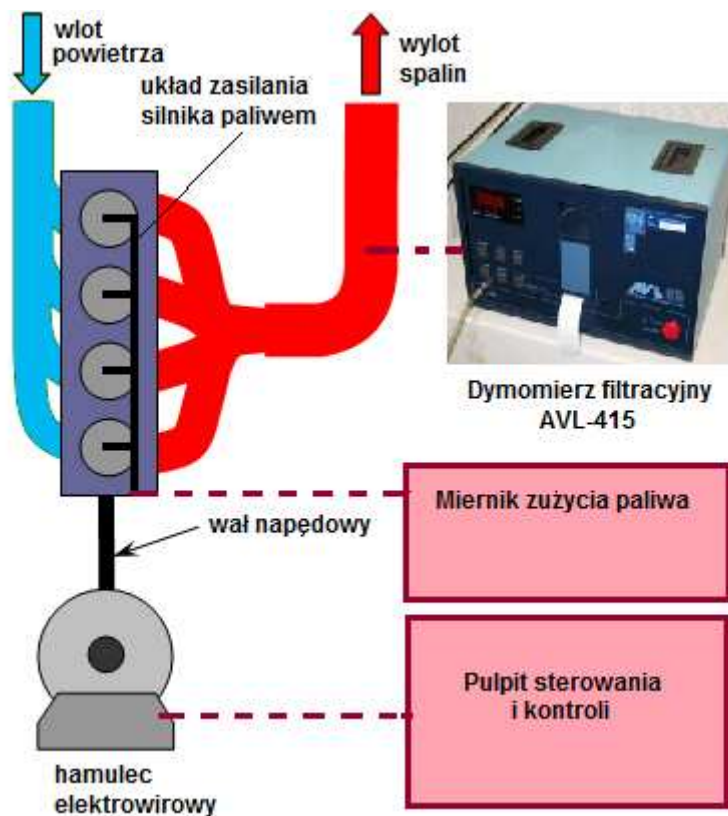 wlot
powietrza
wylot
spalin
układ zasilania
silnika paliwem
AVL
Dymomierz filtracyjny
AVL-415
Miernik zużycia paliwa
wał napędowy
Pulpit sterowania
i kontroli
hamulec
elektrowirowy